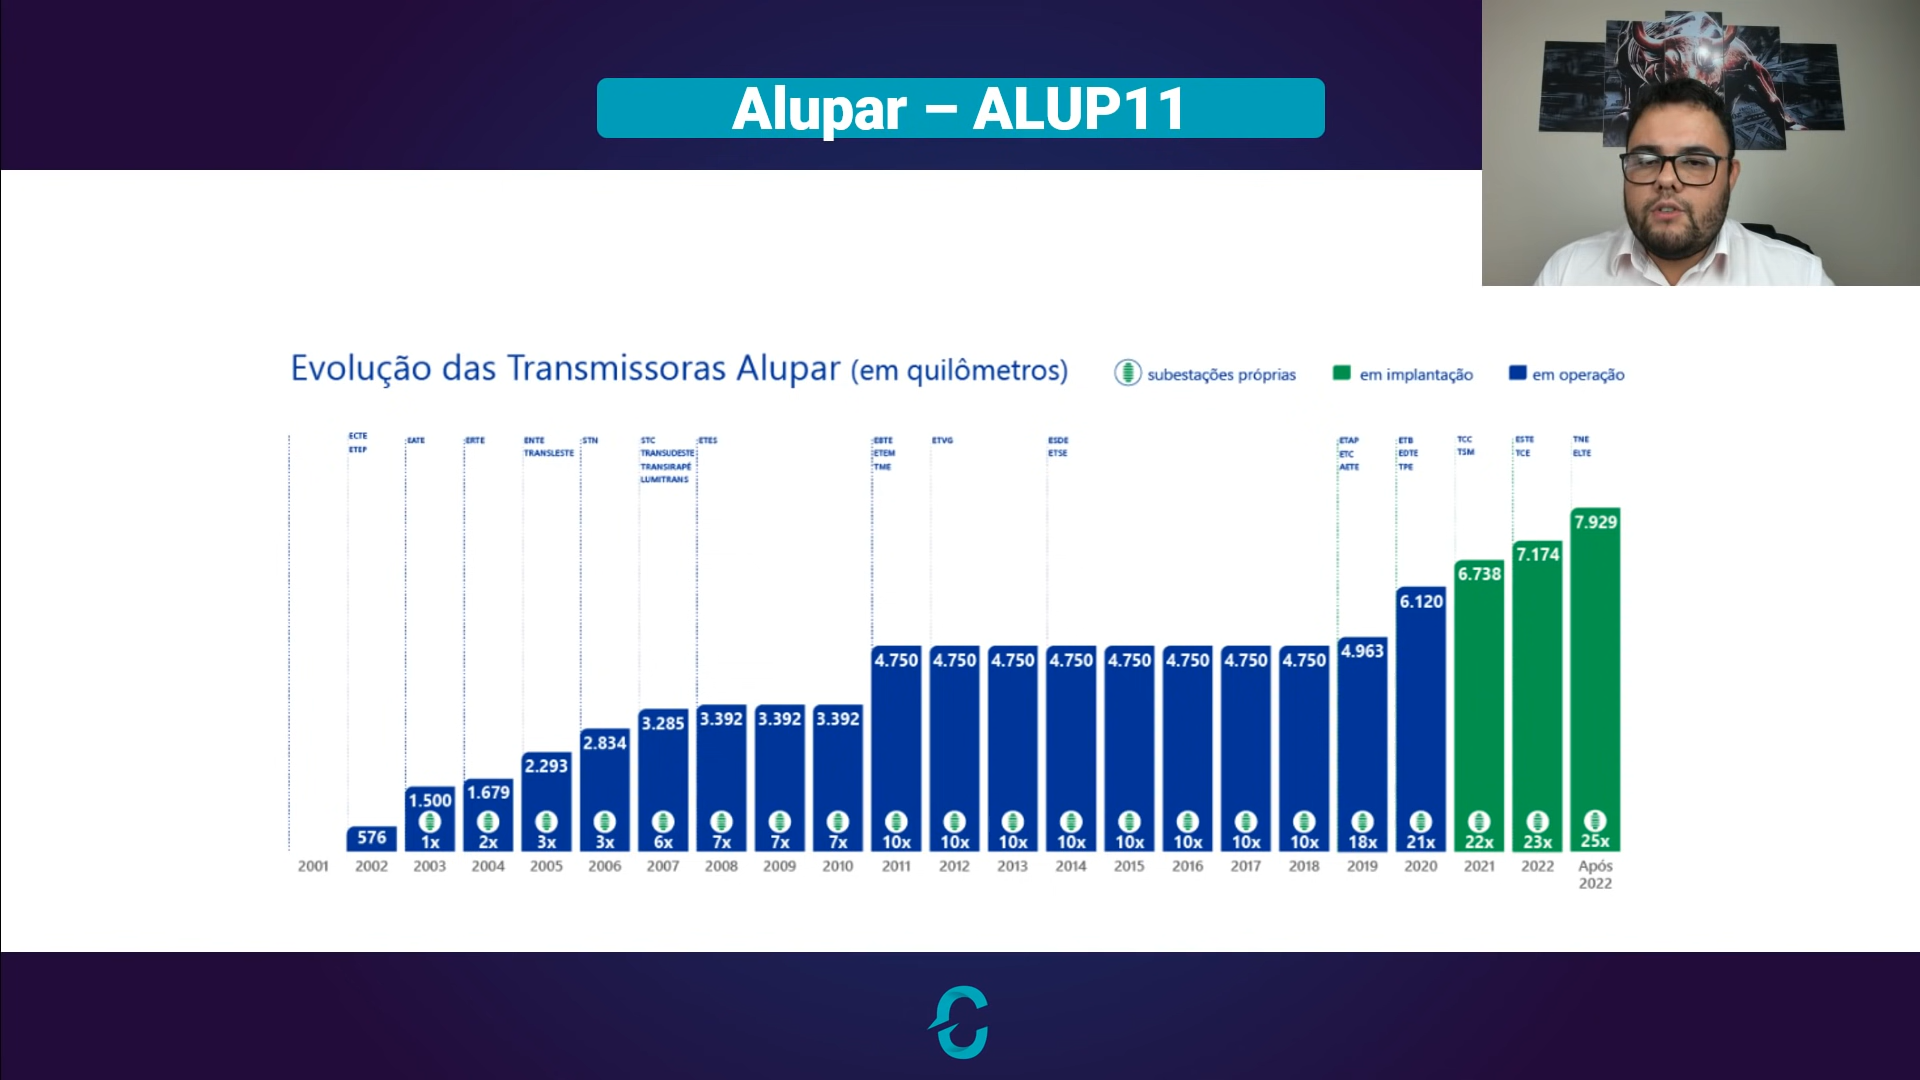 Alupar – ALUP11
Evolução das Transmissoras Alupar (em quilômetros)
subestações próprias
em implantação
em operação
ECTE
ETEP
EATE
ERTE
ENTE
TRANSLESTE
STN
STC
TRANSUDESTE
TRANSIRAPÉ
LUMITRANS
ETES
EBTE
ETEM
TME
ETVG
ESDE
ETSE
ETAP
ETC
AETE
ETB
EDTE
TPE
TCC
TSM
ESTE
TCE
TNE
ELTE
576
1.500
1.679
2.293
2.834
3.285
3.392
3.392
3.392
4.750
4.750
4.750
4.750
4.750
4.750
4.750
4.750
4.963
6.120
6.738
7.174
7.929
1x
2x
3x
3x
6x
7x
7x
7x
10x
10x
10x
10x
10x
10x
10x
10x
18x
21x
22x
23x
25x
2001
2002
2003
2004
2005
2006
2007
2008
2009
2010
2011
2012
2013
2014
2015
2016
2017
2018
2019
2020
2021
2022
Após
2022